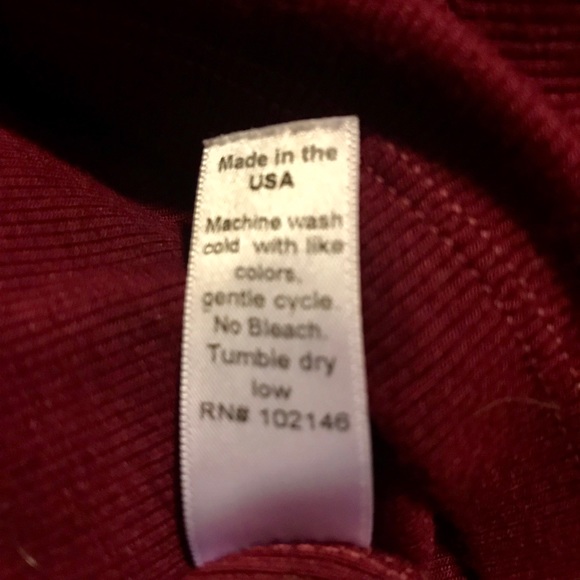 Made in the
USA
Machine wash
cold with like
colors,
gentle cycle.
No Bleach.
Tumble dry
low
RN# 102146